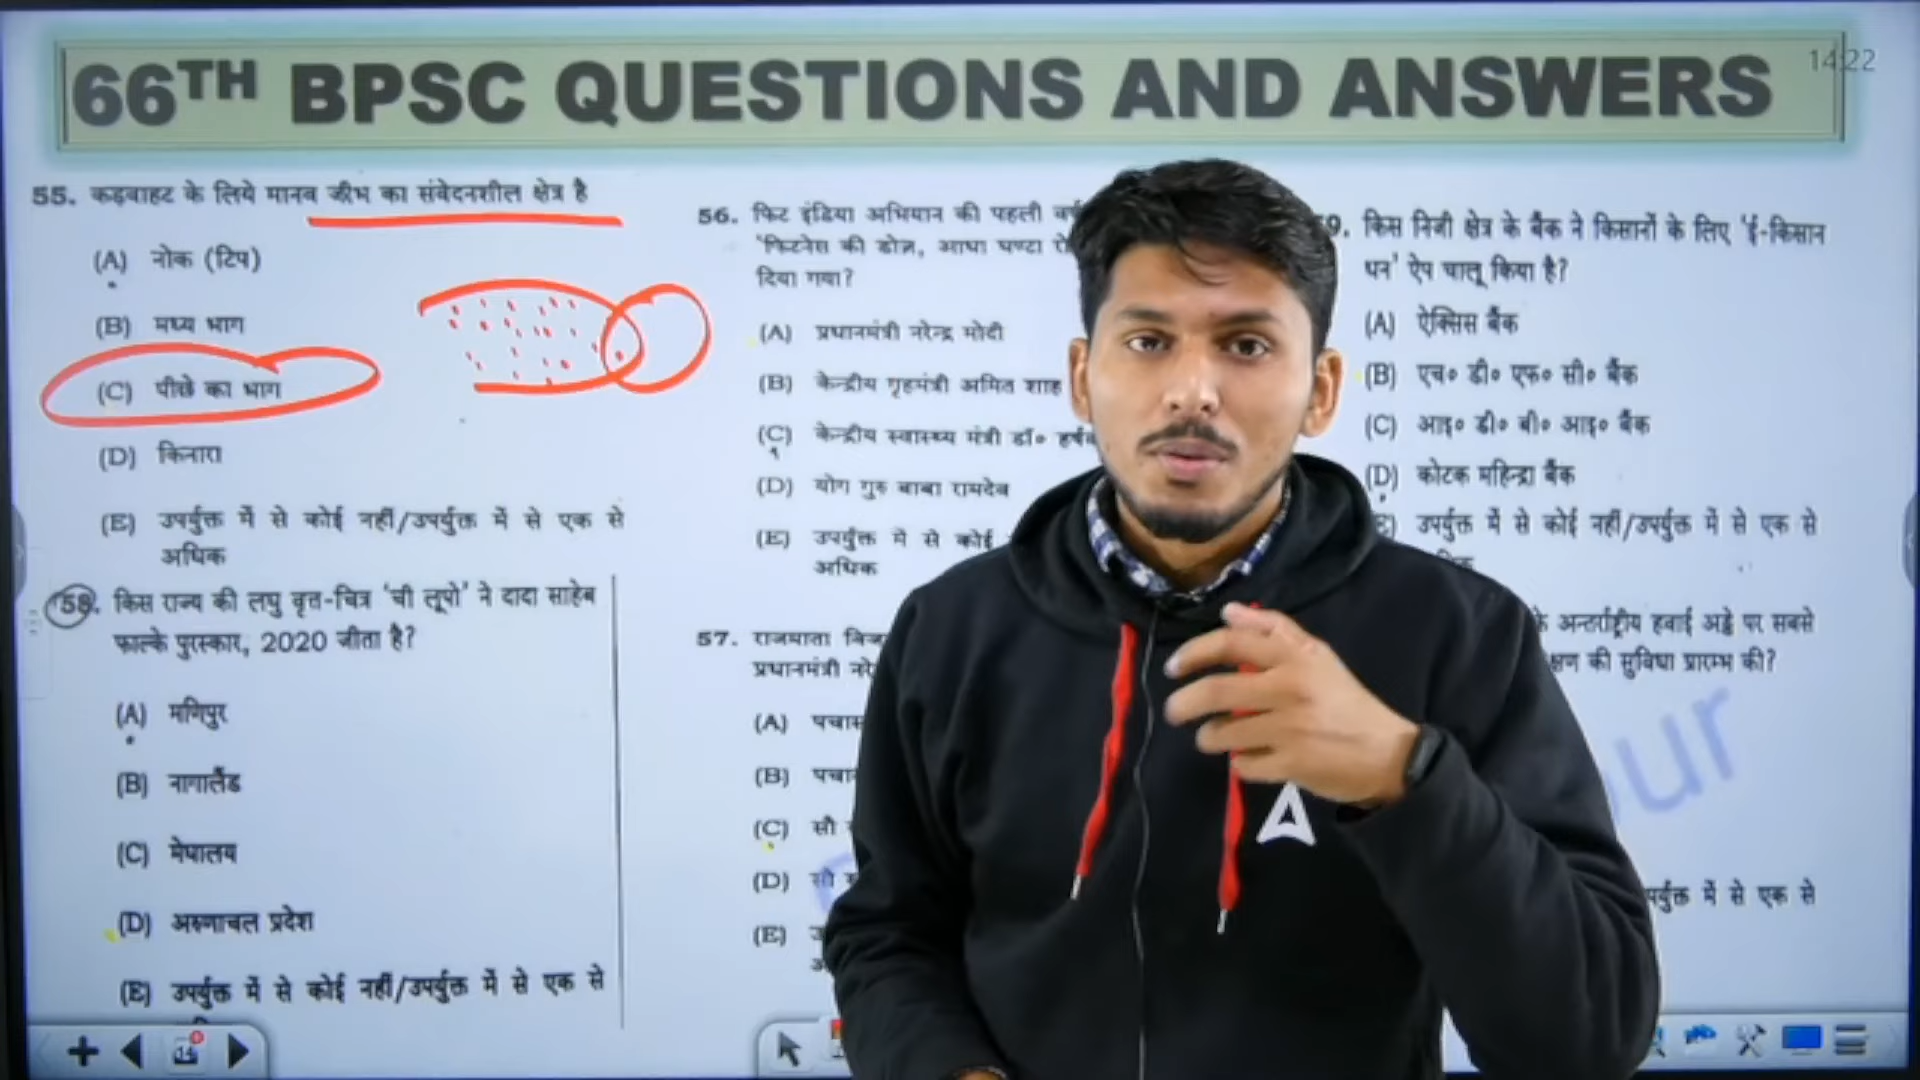 66TH BPSC QUESTIONS AND ANSWERS
14:22
55. कड़वाहट के लिये मानव जीभ का संवेदनशील क्षेत्र है
(A) नोक (टिप)
(B) मध्य भाग
(C) पीछे का भाग
(D) किनारा
(E) उपर्युक्त में से कोई नहीं/उपर्युक्त में से एक से
अधिक
58. किस राज्य की लघु वृत्त-चित्र 'ची लूपो' ने दादा साहेब
फाल्के पुरस्कार, 2020 जीता है?
(A) मणिपुर
(B) नागालैंड
(C) मेघालय
(D) अरुणाचल प्रदेश
(E) उपर्युक्त में से कोई नहीं/उपर्युक्त में से एक से
56. फिट इंडिया अभियान की पहली
'फिटनेस की डोज़, आधा घण्टा
दिया गया?
(A) प्रधानमंत्री नरेन्द्र मोदी
(B) केन्द्रीय गृहमंत्री अमित शाह
(C) केन्द्रीय स्वास्थ्य मंत्री डॉ॰
(D) योग गुरु बाबा रामदेव
(E) उपर्युक्त में से कोई
अधिक
57. राजमाता
प्रधानमंत्री
(A)
(B)
(C) सौ
(D) सौ
(E)
9. किस निजी क्षेत्र के बैंक ने किसानों के लिए 'ई-किसान
धन' ऐप चालू किया है?
(A) ऐक्सिस बैंक
(B) एच॰ डी॰ एफ॰ सी॰ बैंक
(C) आइ॰ डी॰ बी॰ आइ॰ बैंक
(D) कोटक महिन्द्रा बैंक
(E) उपर्युक्त में से कोई नहीं/उपर्युक्त में से एक से
के अन्तर्राष्ट्रीय हवाई अड्डे पर सबसे
की सुविधा प्रारम्भ की?
में से एक से
14